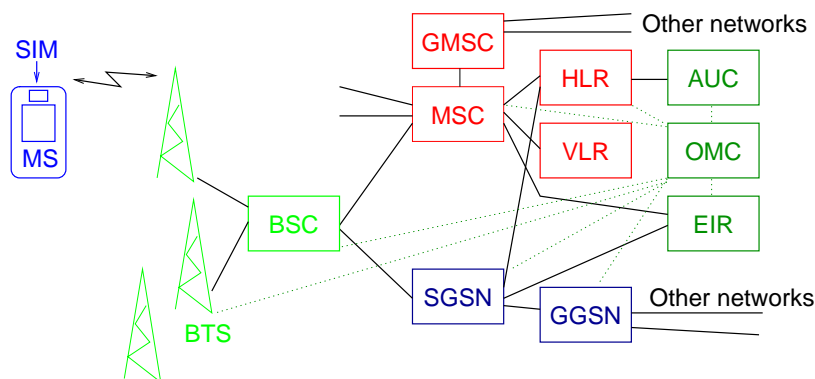 Other networks
GMSC
SIM
HLR
AUC
MSC
MS
VLR
OMC
BSC
EIR
SGSN
Other networks
GGSN
BTS